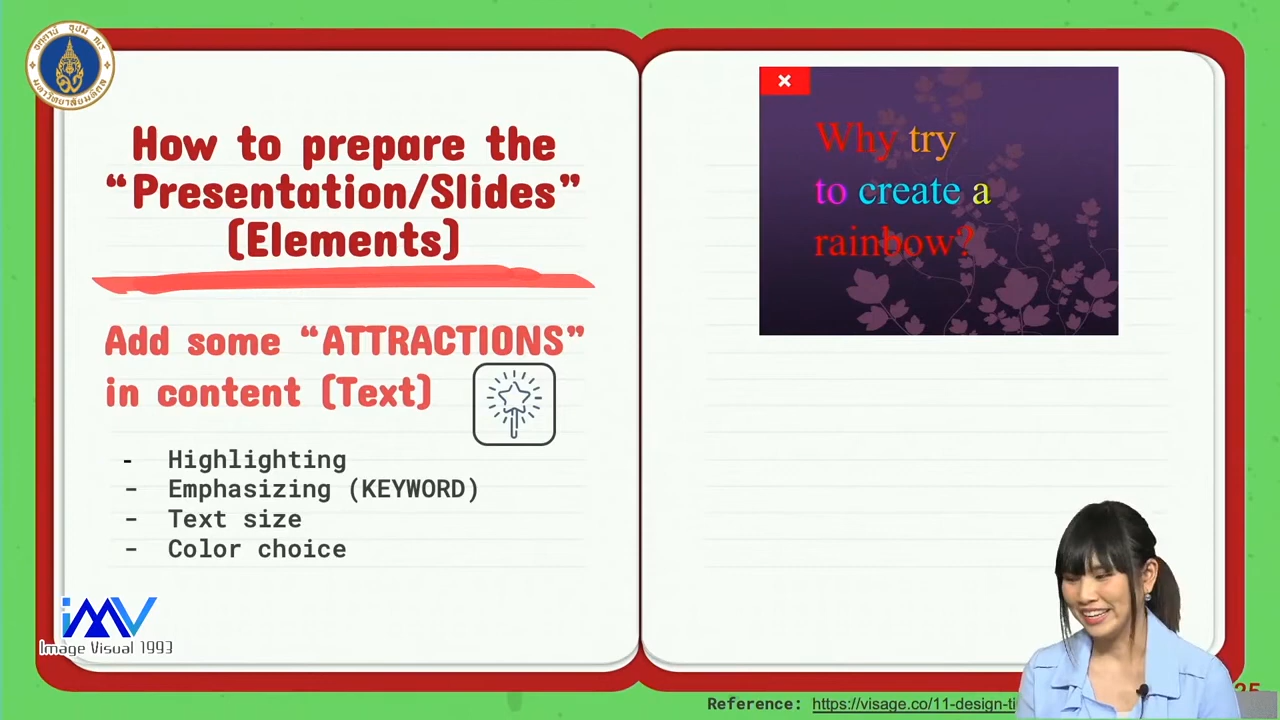 How to prepare the
“Presentation/Slides”
(Elements)
Add some “ATTRACTIONS”
in content (Text)
- Highlighting
- Emphasizing (KEYWORD)
- Text size
- Color choice
iMV
Image Visual 1993
Why try
to create a
rainbow?
Reference: https://visage.co/11-design-ti